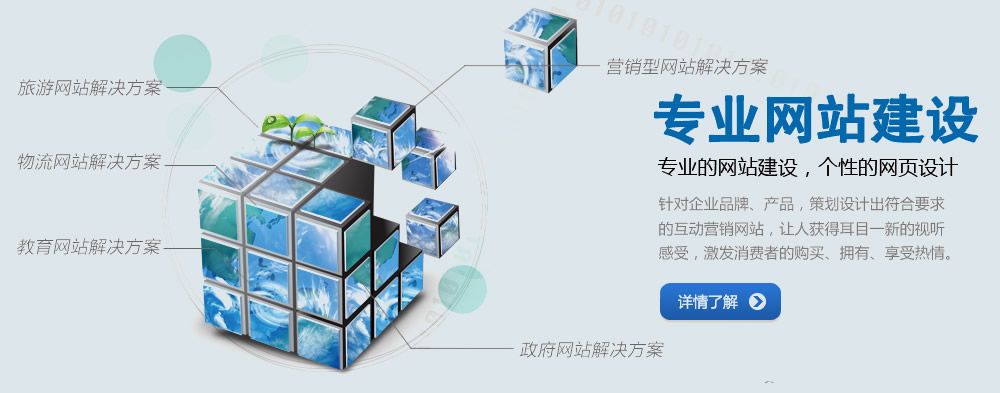 旅游网站解决方案
物流网站解决方案
教育网站解决方案
营销型网站解决方案
政府网站解决方案
专业网站建设
专业的网站建设，个性的网页设计
针对企业品牌、产品，策划设计出符合要求
的互动营销网站，让人获得耳目一新的视听
感受，激发消费者的购买、拥有、享受热情。
详情了解